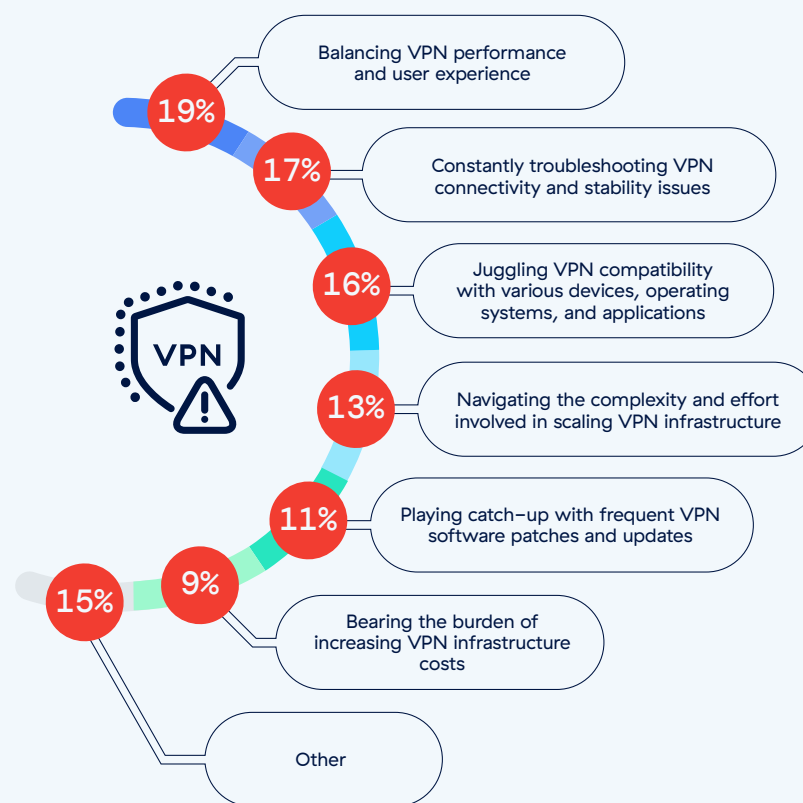 19%
Balancing VPN performance
and user experience
17%
Constantly troubleshooting VPN
connectivity and stability issues
16%
Juggling VPN compatibility
with various devices, operating
systems, and applications
VPN
13%
Navigating the complexity and effort
involved in scaling VPN infrastructure
11%
Playing catch-up with frequent VPN
software patches and updates
9%
Bearing the burden of
increasing VPN infrastructure
costs
15%
Other